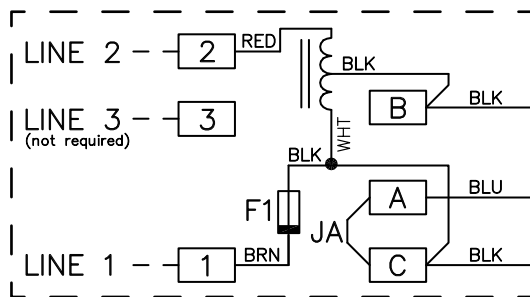 LINE 2 2 RED
BLK
B BLK
LINE 3 3
(not required)
WHT
BLK
A BLU
F1
JA
LINE 1 1 BRN C BLK